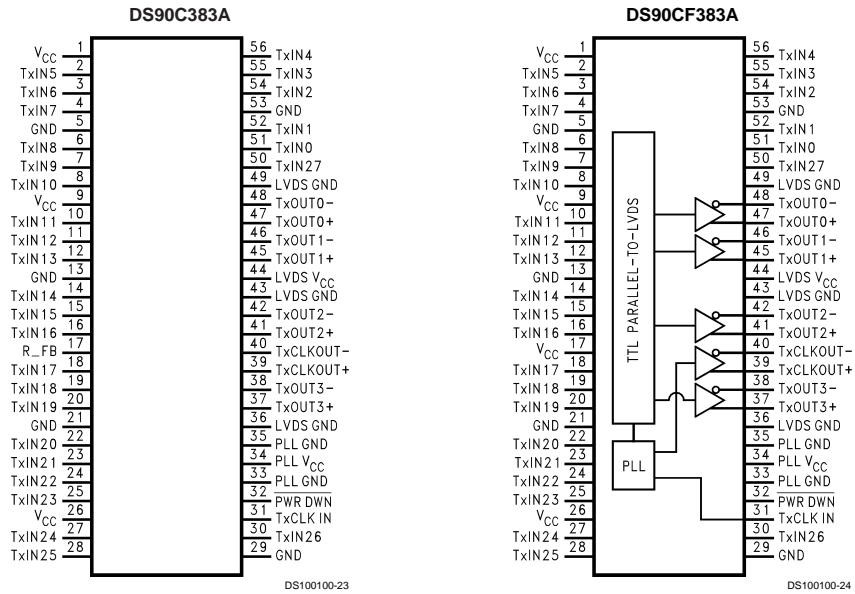 DS90C383A
VCC 1
TxIN5 2
TxIN6 3
TxIN7 4
GND 5
TxIN8 6
TxIN9 7
TxIN10 8
VCC 9
TxIN11 10
TxIN12 11
TxIN13 12
GND 13
TxIN14 14
TxIN15 15
TxIN16 16
R_FB 17
TxIN17 18
TxIN18 19
TxIN19 20
GND 21
TxIN20 22
TxIN21 23
TxIN22 24
TxIN23 25
VCC 26
TxIN24 27
TxIN25 28
56 TxIN4
55 TxIN3
54 TxIN2
53 GND
52 TxIN1
51 TxIN0
50 TxIN27
49 LVDS GND
48 TxOUT0-
47 TxOUT0+
46 TxOUT1-
45 TxOUT1+
44 LVDS VCC
43 LVDS GND
42 TxOUT2-
41 TxOUT2+
40 TxCLKOUT-
39 TxCLKOUT+
38 TxOUT3-
37 TxOUT3+
36 LVDS GND
35 PLL GND
34 PLL VCC
33 PLL GND
32 PWR DWN
31 TxCLK IN
30 TxIN26
29 GND
DS100100-23
DS90CF383A
VCC 1
TxIN5 2
TxIN6 3
TxIN7 4
GND 5
TxIN8 6
TxIN9 7
TxIN10 8
VCC 9
TxIN11 10
TxIN12 11
TxIN13 12
GND 13
TxIN14 14
TxIN15 15
TxIN16 16
VCC 17
TxIN17 18
TxIN18 19
TxIN19 20
GND 21
TxIN20 22
TxIN21 23
TxIN22 24
TxIN23 25
VCC 26
TxIN24 27
TxIN25 28
TTL PARALLEL-TO-LVDS
PLL
56 TxIN4
55 TxIN3
54 TxIN2
53 GND
52 TxIN1
51 TxIN0
50 TxIN27
49 LVDS GND
48 TxOUT0-
47 TxOUT0+
46 TxOUT1-
45 TxOUT1+
44 LVDS VCC
43 LVDS GND
42 TxOUT2-
41 TxOUT2+
40 TxCLKOUT-
39 TxCLKOUT+
38 TxOUT3-
37 TxOUT3+
36 LVDS GND
35 PLL GND
34 PLL VCC
33 PLL GND
32 PWR DWN
31 TxCLK IN
30 TxIN26
29 GND
DS100100-24